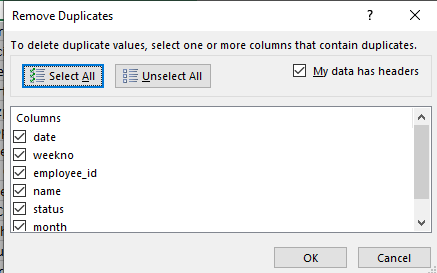 Remove Duplicates ? ×
To delete duplicate values, select one or more columns that contain duplicates.
Select All Unselect All My data has headers
Columns
date
weekno
employee_id
name
status
month
OK Cancel